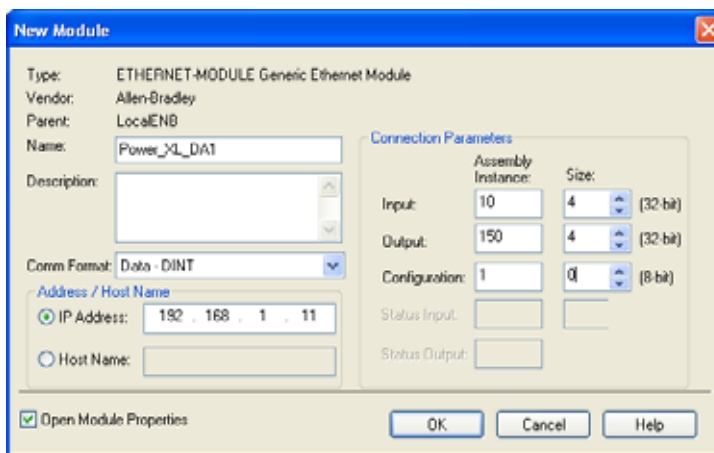 New Module
Type: ETHERNET-MODULE Generic Ethernet Module
Vendor: Allen-Bradley
Parent: LocalENB
Name: Power_XL_DA1
Description:
Comm Format: Data - DINT
Address / Host Name
IP Address: 192 . 168 . 1 . 11
Host Name:
Connection Parameters
Assembly Instance: Size:
Input: 10 4 (32-bit)
Output: 150 4 (32-bit)
Configuration: 1 0 (8-bit)
Status Input:
Status Output:
Open Module Properties
OK Cancel Help